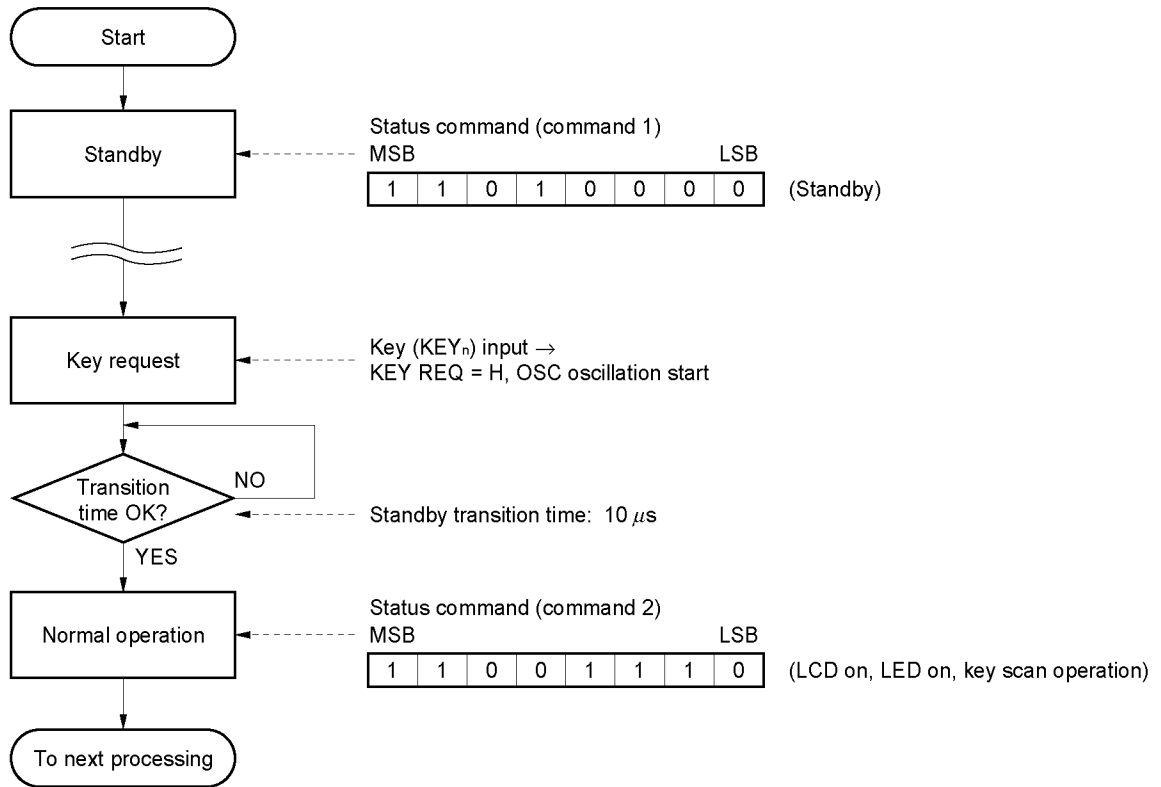 Start
Status command (command 1)
MSB LSB
Standby
1 1 0 1 0 0 0 0 (Standby)
Key request
Key (KEYₙ) input →
KEY REQ = H, OSC oscillation start
NO
Transition
time OK?
Standby transition time: 10 μs
YES
Status command (command 2)
MSB LSB
Normal operation
1 1 0 0 1 1 1 0 (LCD on, LED on, key scan operation)
To next processing